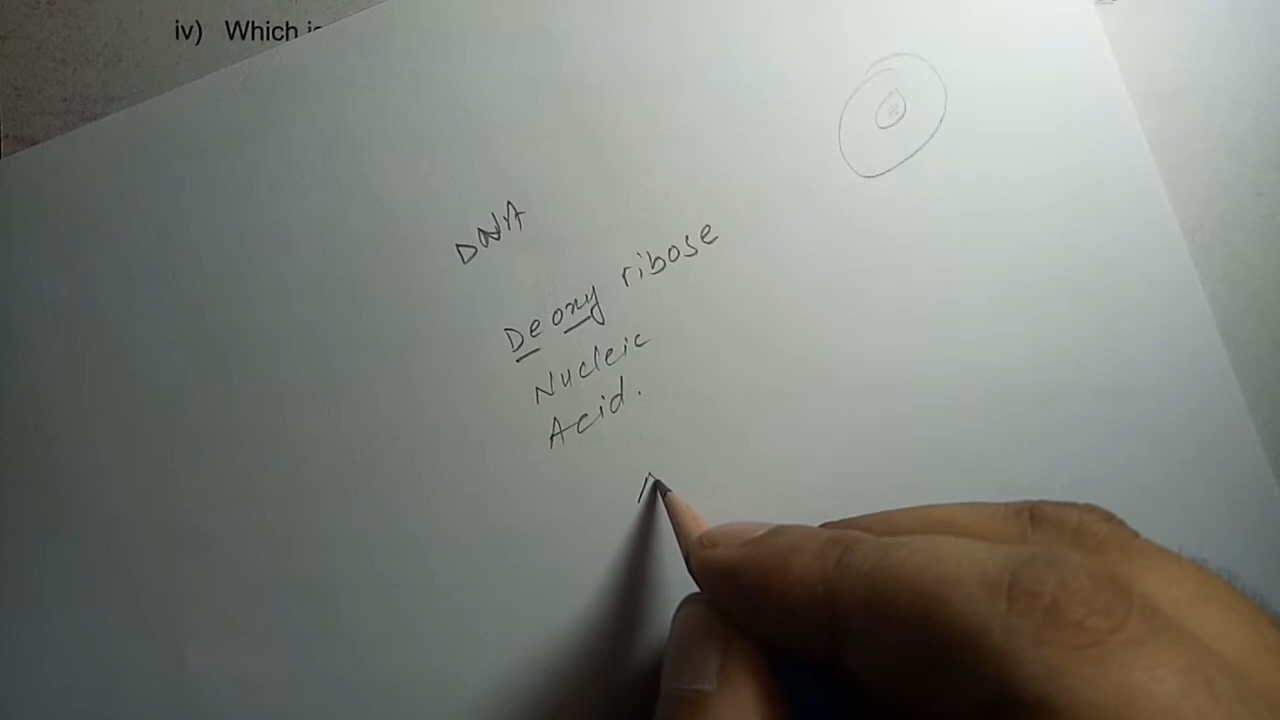 iv) Which
DNA
Deoxy ribose
Nucleic
Acid.